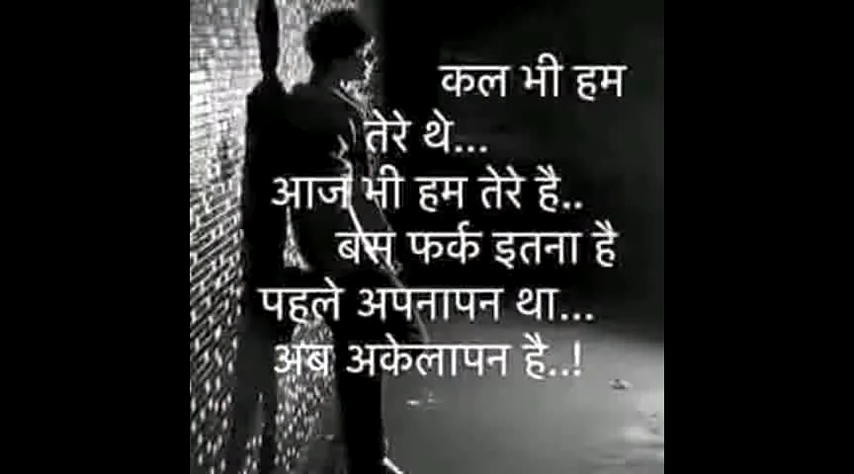 कल भी हम
तेरे थे...
आज भी हम तेरे है..
बस फर्क इतना है
पहले अपनापन था...
अब अकेलापन है..!